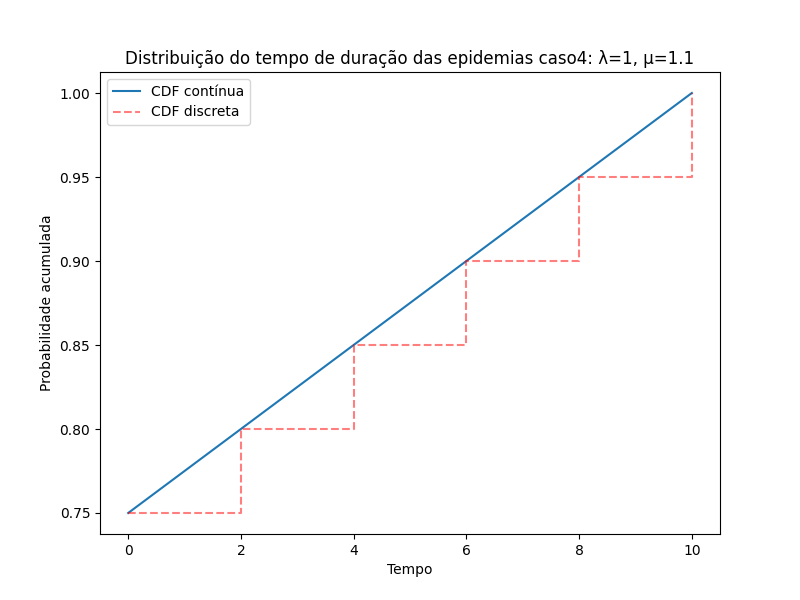 Distribuição do tempo de duração das epidemias caso4: λ=1, μ=1.1
CDF contínua
CDF discreta
1.00
0.95
0.90
0.85
0.80
0.75
Probabilidade acumulada
0 2 4 6 8 10
Tempo